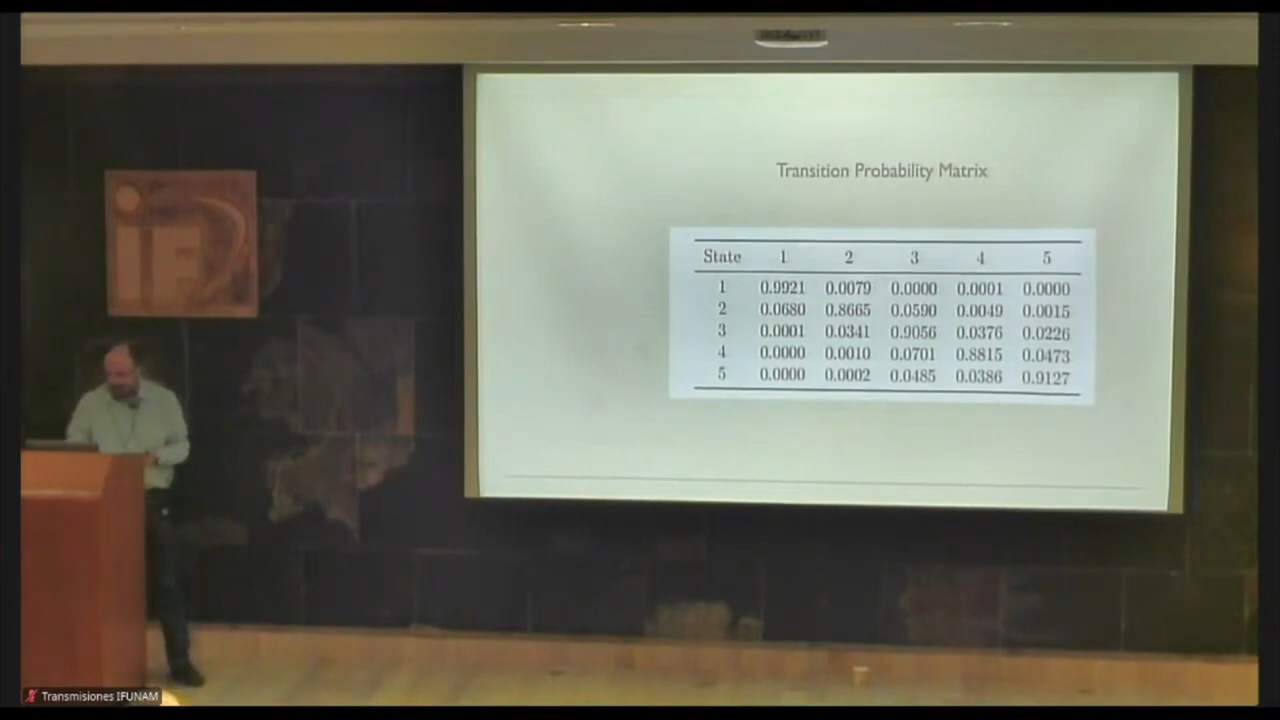 iF
Transition Probability Matrix
State 1 2 3 4 5
1 0.9921 0.0079 0.0000 0.0001 0.0000
2 0.0680 0.8665 0.0590 0.0049 0.0015
3 0.0001 0.0341 0.9056 0.0376 0.0226
4 0.0000 0.0010 0.0701 0.8815 0.0473
5 0.0000 0.0002 0.0485 0.0386 0.9127
Transmisiones IFUNAM